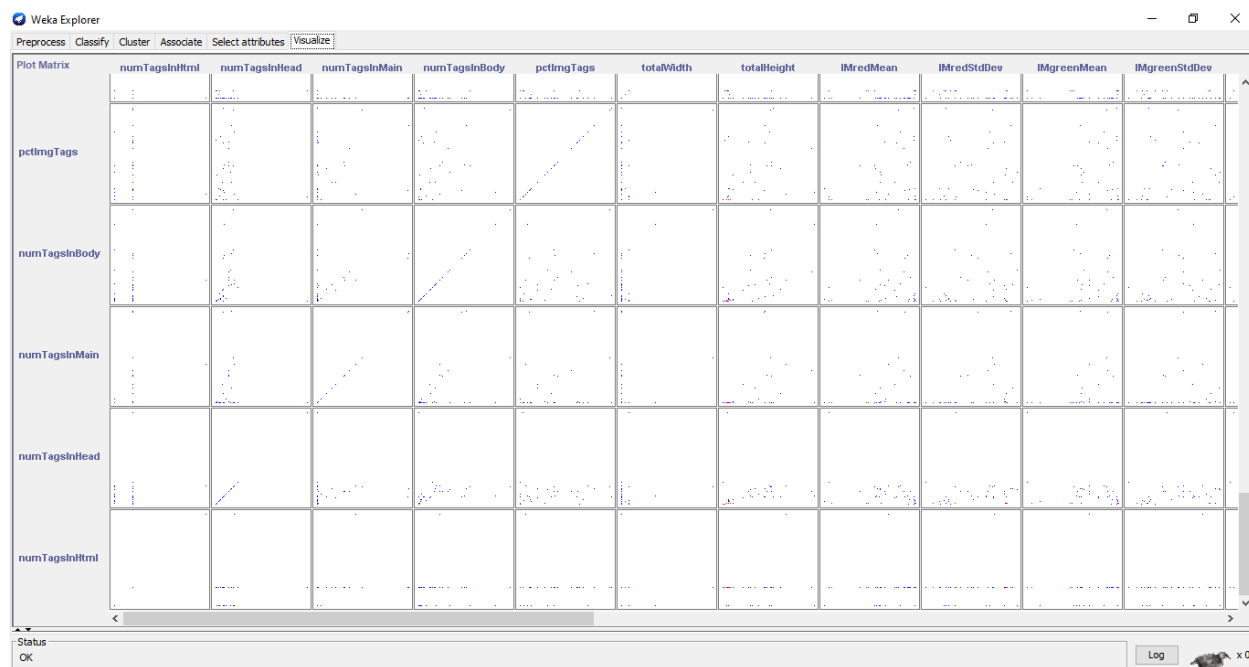 Weka Explorer
Preprocess Classify Cluster Associate Select attributes Visualize
Plot Matrix numTagsInHtml numTagsInHead numTagsInMain numTagsInBody pctImgTags totalWidth totalHeight IMredMean IMredStdDev IMgreenMean IMgreenStdDev
pctImgTags
numTagsInBody
numTagsInMain
numTagsInHead
numTagsInHtml
Status
OK
Log
x 0